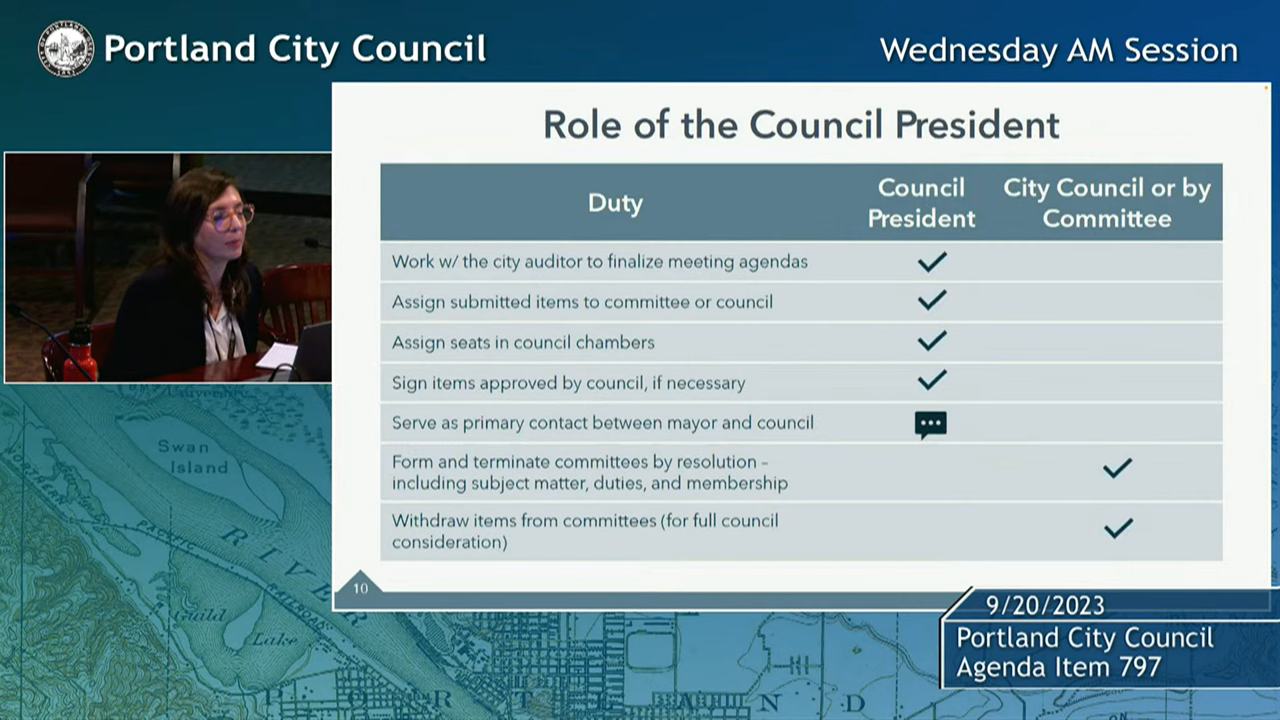 Portland City Council
Wednesday AM Session
Role of the Council President
Duty
Council
President
City Council or by
Committee
Work w/ the city auditor to finalize meeting agendas
Assign submitted items to committee or council
Assign seats in council chambers
Sign items approved by council, if necessary
Serve as primary contact between mayor and council
Form and terminate committees by resolution –
including subject matter, duties, and membership
Withdraw items from committees (for full council
consideration)
10
9/20/2023
Portland City Council
Agenda Item 797
Swan
Island
PACIFIC
RIVER
RAILROAD
Guild
Lake